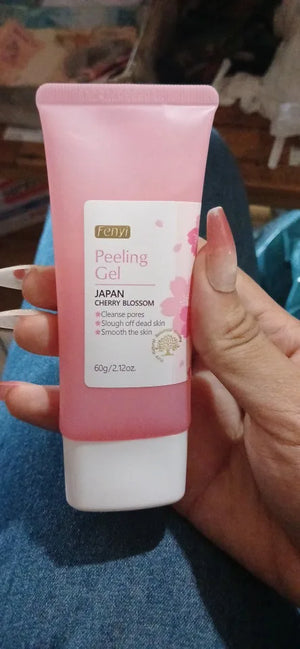 Fenyi
Peeling
Gel
JAPAN
CHERRY BLOSSOM
Cleanse pores
Slough off dead skin
Smooth the skin
60g/2.12oz.